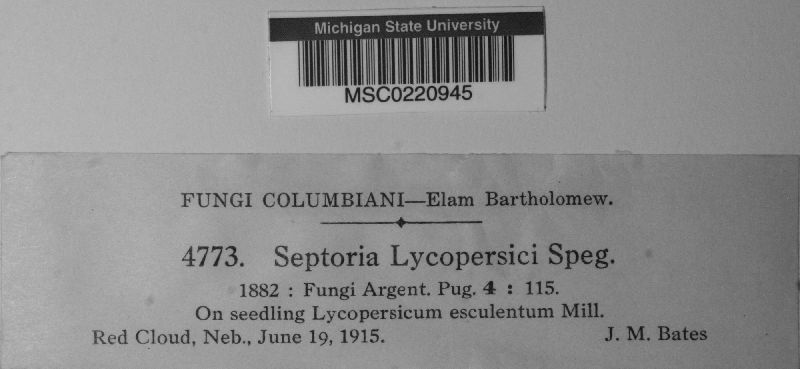 Michigan State University
MSC0220945
FUNGI COLUMBIANI—Elam Bartholomew.
4773. Septoria Lycopersici Speg.
1882 : Fungi Argent. Pug. 4 : 115.
On seedling Lycopersicum esculentum Mill.
Red Cloud, Neb., June 19, 1915. J. M. Bates